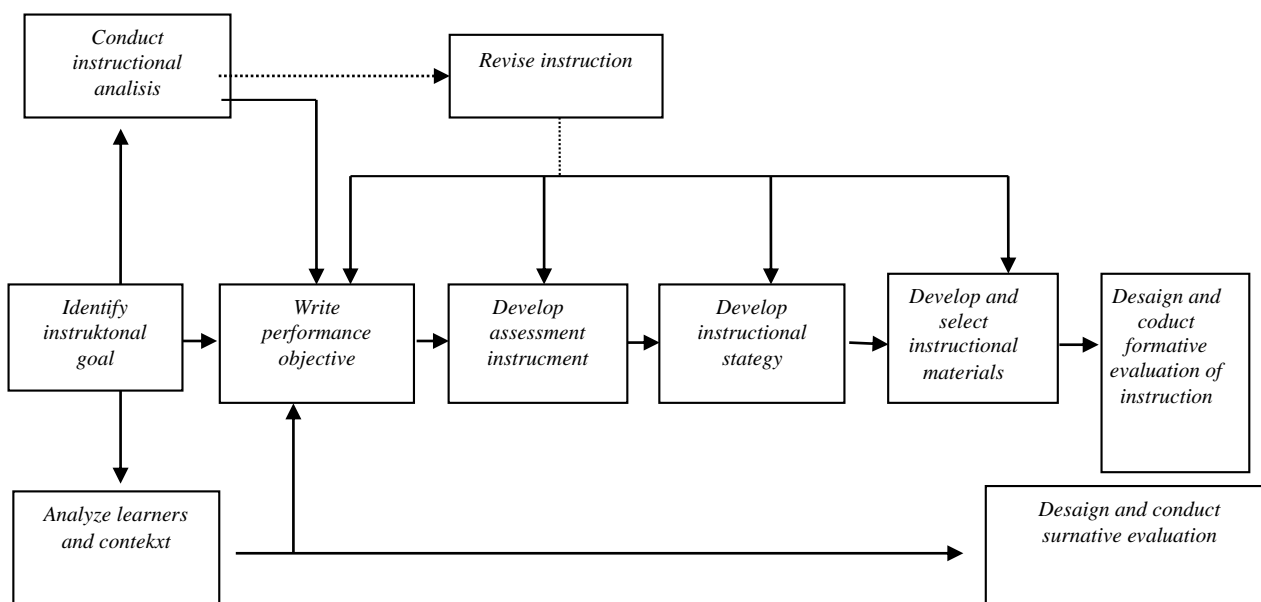 Conduct
instructional
analisis
Revise instruction
Identify
instruktonal
goal
Write
performance
objective
Develop
assessment
instrucment
Develop
instructional
stategy
Develop and
select
instructional
materials
Desaign and
coduct
formative
evaluation of
instruction
Analyze learners
and contekxt
Desaign and conduct
surnative evaluation